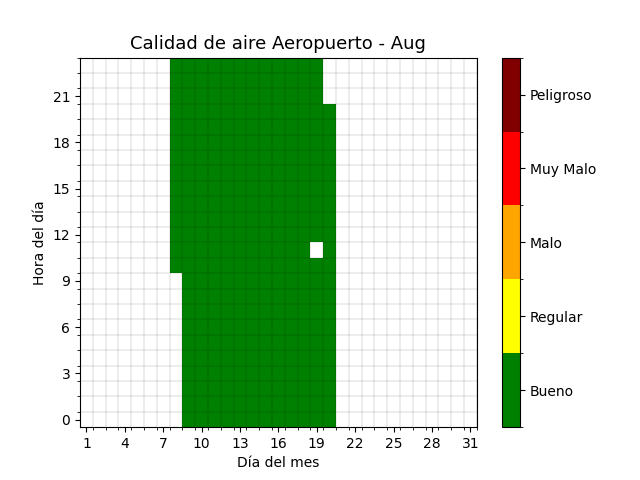 Calidad de aire Aeropuerto - Aug
Hora del día
21
18
15
12
9
6
3
0
1 4 7 10 13 16 19 22 25 28 31
Día del mes
Peligroso
Muy Malo
Malo
Regular
Bueno